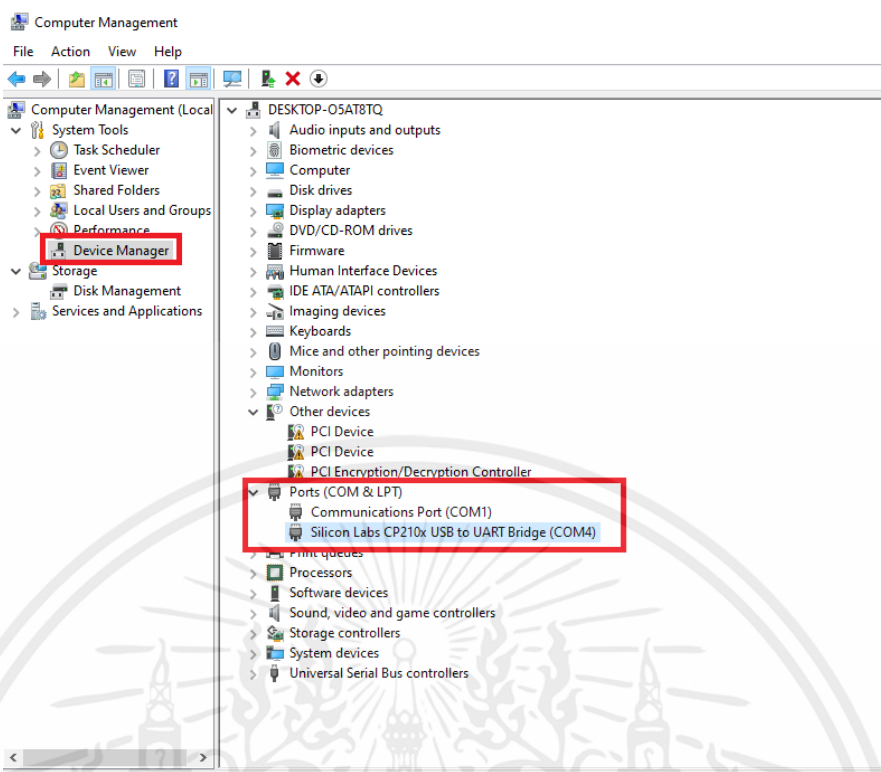 Computer Management
File Action View Help
Computer Management (Local
System Tools
Task Scheduler
Event Viewer
Shared Folders
Local Users and Groups
Performance
Device Manager
Storage
Disk Management
Services and Applications
DESKTOP-O5AT8TQ
Audio inputs and outputs
Biometric devices
Computer
Disk drives
Display adapters
DVD/CD-ROM drives
Firmware
Human Interface Devices
IDE ATA/ATAPI controllers
Imaging devices
Keyboards
Mice and other pointing devices
Monitors
Network adapters
Other devices
PCI Device
PCI Device
PCI Encryption/Decryption Controller
Ports (COM & LPT)
Communications Port (COM1)
Silicon Labs CP210x USB to UART Bridge (COM4)
Print queues
Processors
Software devices
Sound, video and game controllers
Storage controllers
System devices
Universal Serial Bus controllers